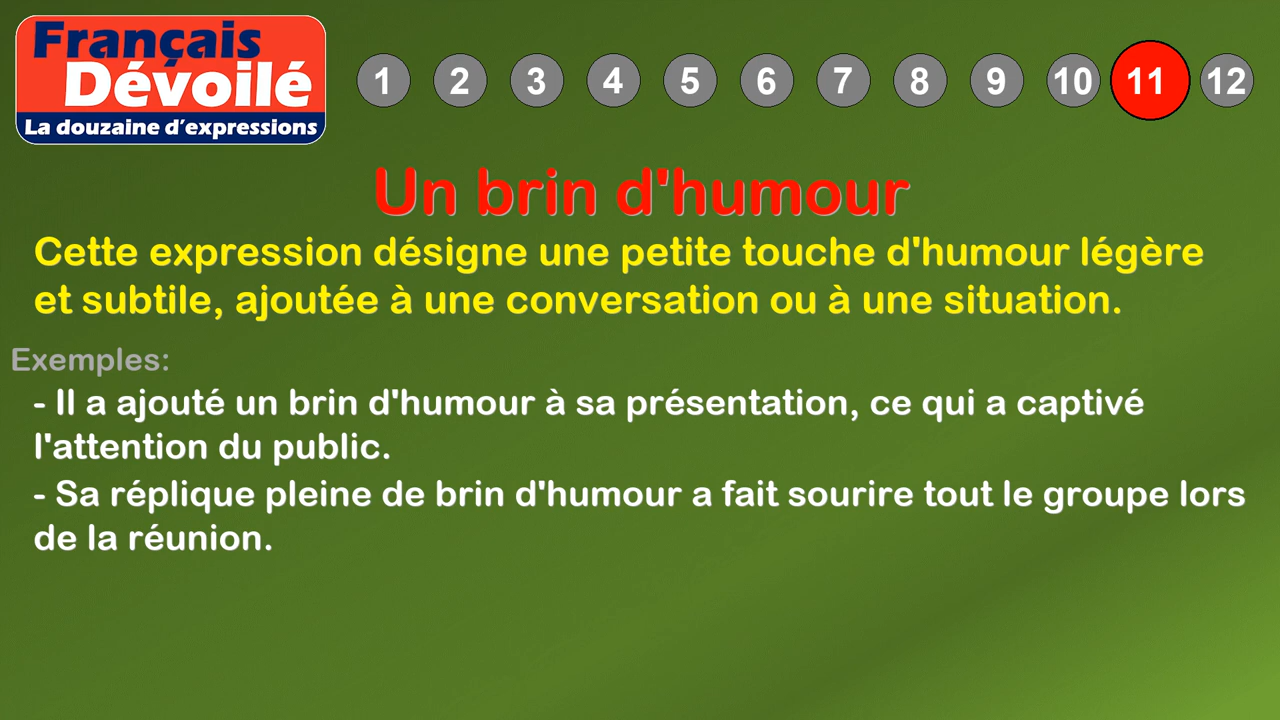 Français
Dévoilé
La douzaine d'expressions
1 2 3 4 5 6 7 8 9 10 11 12
Un brin d'humour
Cette expression désigne une petite touche d'humour légère
et subtile, ajoutée à une conversation ou à une situation.
Exemples:
- Il a ajouté un brin d'humour à sa présentation, ce qui a captivé
l'attention du public.
- Sa réplique pleine de brin d'humour a fait sourire tout le groupe lors
de la réunion.